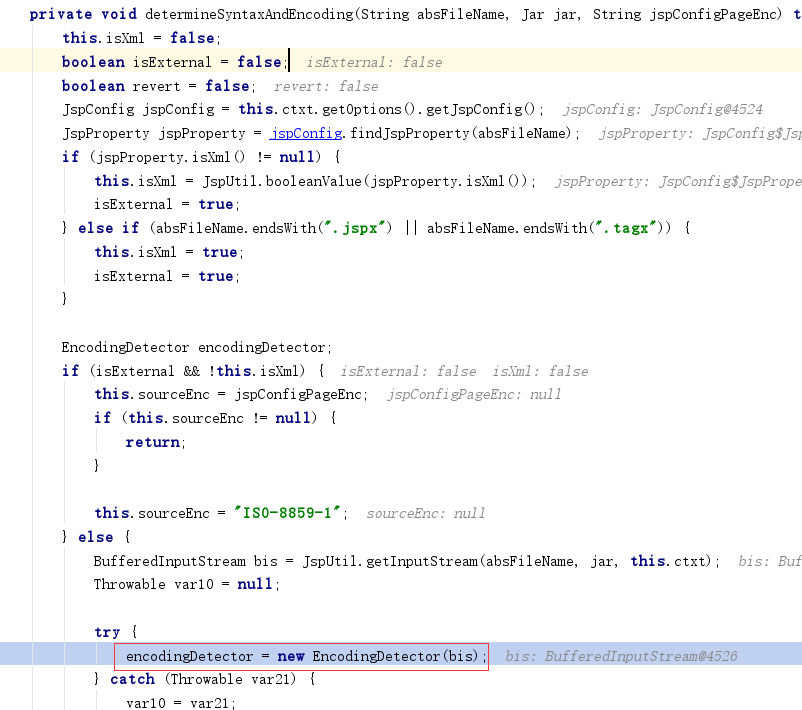 private void determineSyntaxAndEncoding(String absFileName, Jar jar, String jspConfigPageEnc) t
this.isXml = false;
boolean isExternal = false; isExternal: false
boolean revert = false; revert: false
JspConfig jspConfig = this.ctxt.getOptions().getJspConfig(); jspConfig: JspConfig@4524
JspProperty jspProperty = jspConfig.findJspProperty(absFileName); jspProperty: JspConfig$Jsp
if (jspProperty.isXml() != null) {
this.isXml = JspUtil.booleanValue(jspProperty.isXml()); jspProperty: JspConfig$JspPrope
isExternal = true;
} else if (absFileName.endsWith(".jspx") || absFileName.endsWith(".tagx")) {
this.isXml = true;
isExternal = true;
}
EncodingDetector encodingDetector;
if (isExternal && !this.isXml) { isExternal: false isXml: false
this.sourceEnc = jspConfigPageEnc; jspConfigPageEnc: null
if (this.sourceEnc != null) {
return;
}
this.sourceEnc = "ISO-8859-1"; sourceEnc: null
} else {
BufferedInputStream bis = JspUtil.getInputStream(absFileName, jar, this.ctxt); bis: Buf
Throwable var10 = null;
try {
encodingDetector = new EncodingDetector(bis); bis: BufferedInputStream@4526
} catch (Throwable var21) {
var10 = var21;